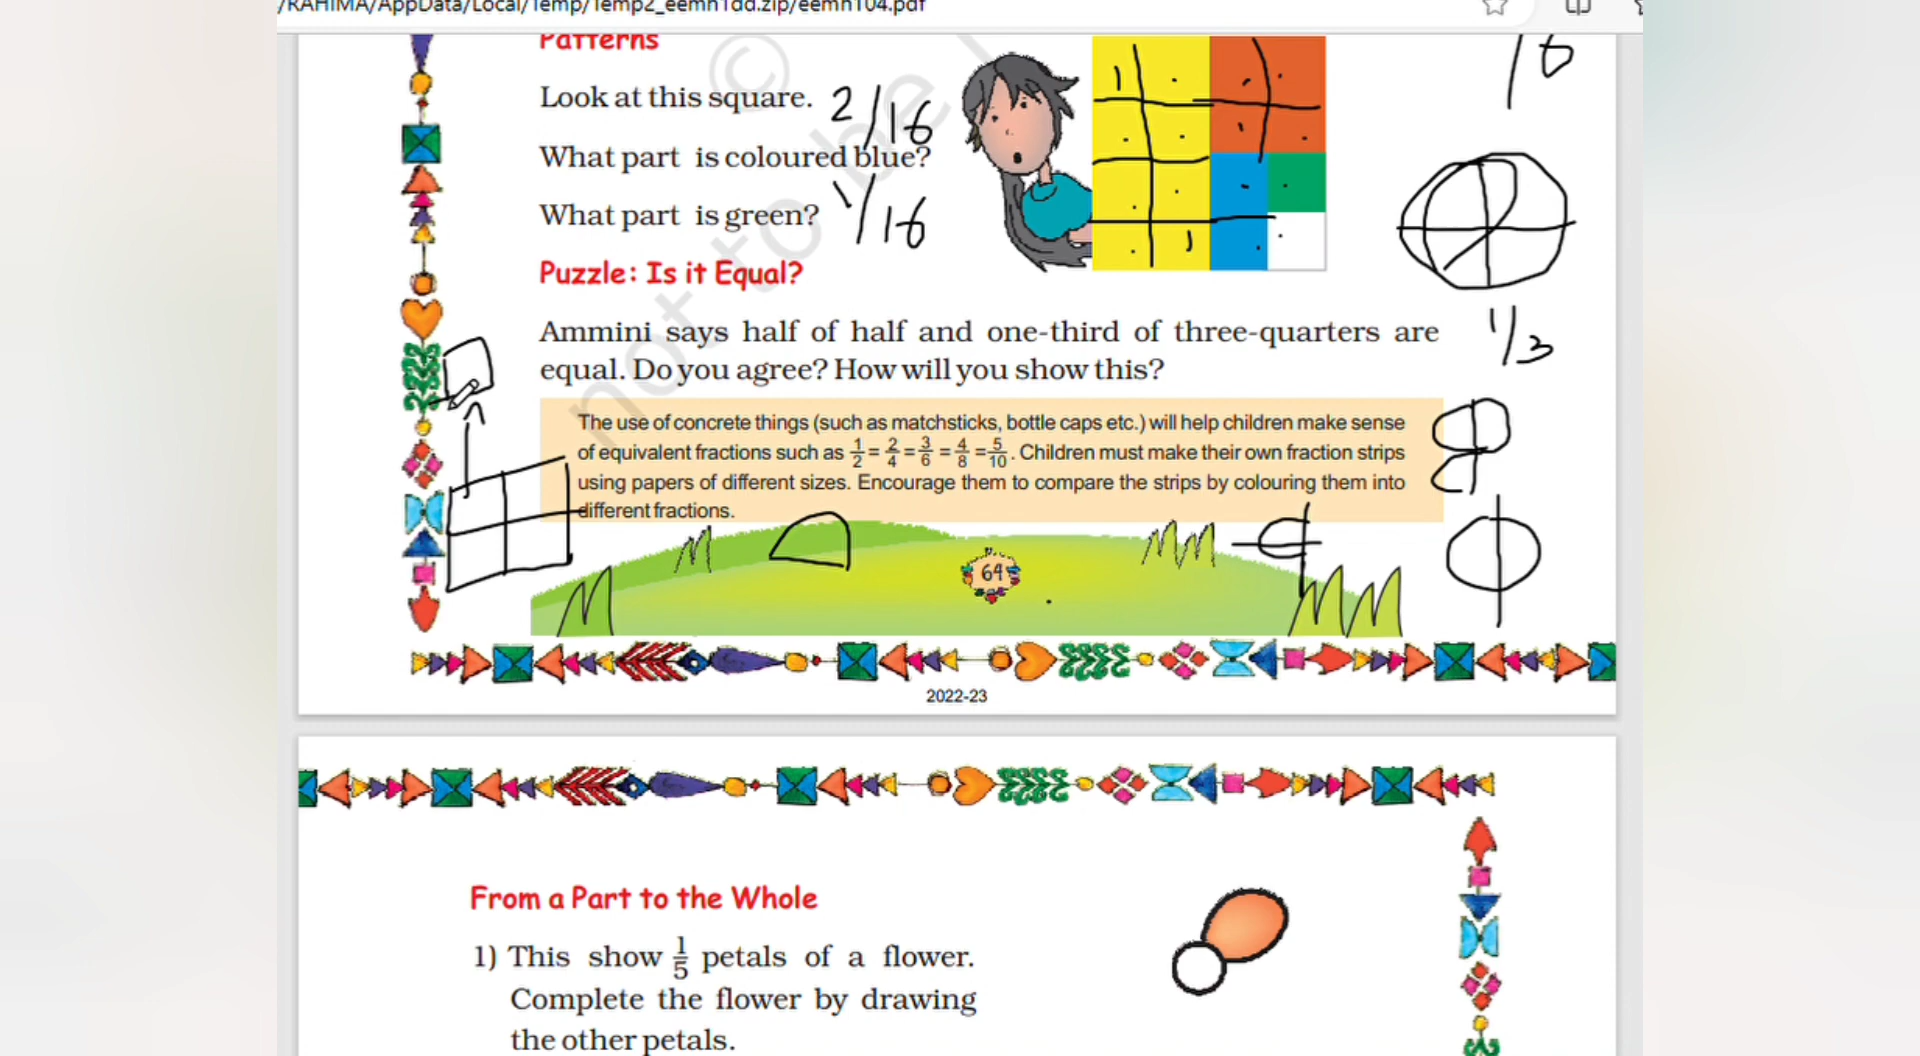 /RAHIMA/AppData/Local/Temp/Temp2_eemh1dd.zip/eemh104.pdf
Patterns
Look at this square. 2/16
What part is coloured blue?
What part is green? 1/16
Puzzle: Is it Equal?
Ammini says half of half and one-third of three-quarters are
equal. Do you agree? How will you show this?
1/3
The use of concrete things (such as matchsticks, bottle caps etc.) will help children make sense
of equivalent fractions such as 1/2 = 2/4 = 3/6 = 4/8 = 5/10. Children must make their own fraction strips
using papers of different sizes. Encourage them to compare the strips by colouring them into
different fractions.
64
2022-23
From a Part to the Whole
1) This show 1/5 petals of a flower.
Complete the flower by drawing
the other petals.
not to be
©